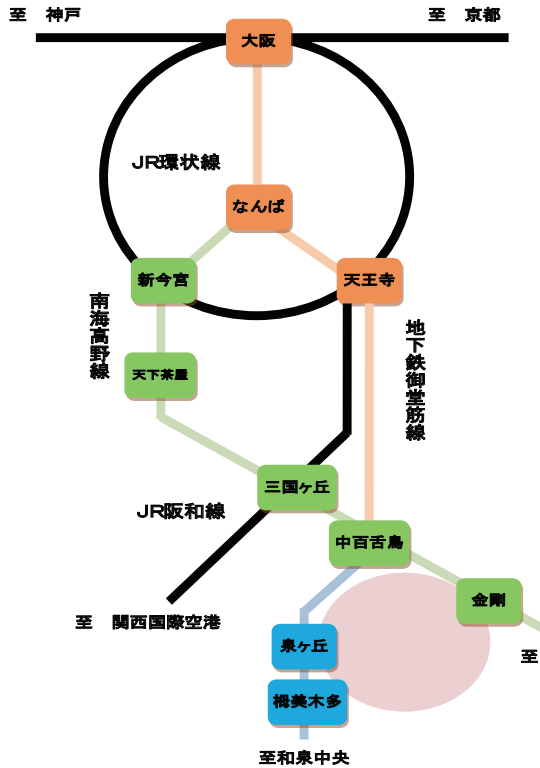 至　神戸
至　京都
大阪
JR環状線
なんば
新今宮
天王寺
南海高野線
地下鉄御堂筋線
天下茶屋
三国ヶ丘
JR阪和線
中百舌鳥
金剛
至　関西国際空港
泉ヶ丘
至
栂美木多
至和泉中央